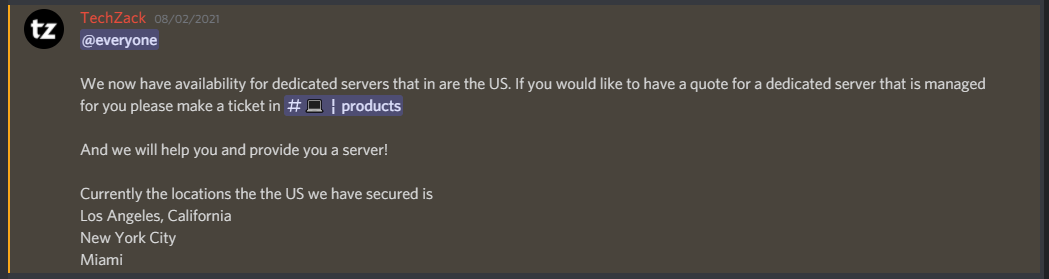 tz
TechZack 08/02/2021
@everyone
We now have availability for dedicated servers that in are the US. If you would like to have a quote for a dedicated server that is managed
for you please make a ticket in # 💻 ¦ products
And we will help you and provide you a server!
Currently the locations the the US we have secured is
Los Angeles, California
New York City
Miami